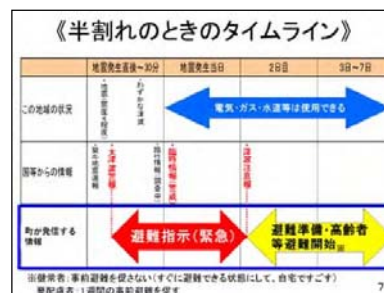 《半割れのときのタイムライン》
地震発生直後～30分 地震発生当日 2日目 3日～7日
この地域の状況
・わずかな津波
電気・ガス・水道等は使用できる
国等からの情報
・緊急地震速報
・大津波警報
・津波注意報
町が発信する
情報
避難指示(緊急)
避難準備・高齢者
等避難開始※
※健常者:事前避難を促さない(すぐに避難できる状態にして、自宅ですごす)
要配慮者:1週間の事前避難を促す
7